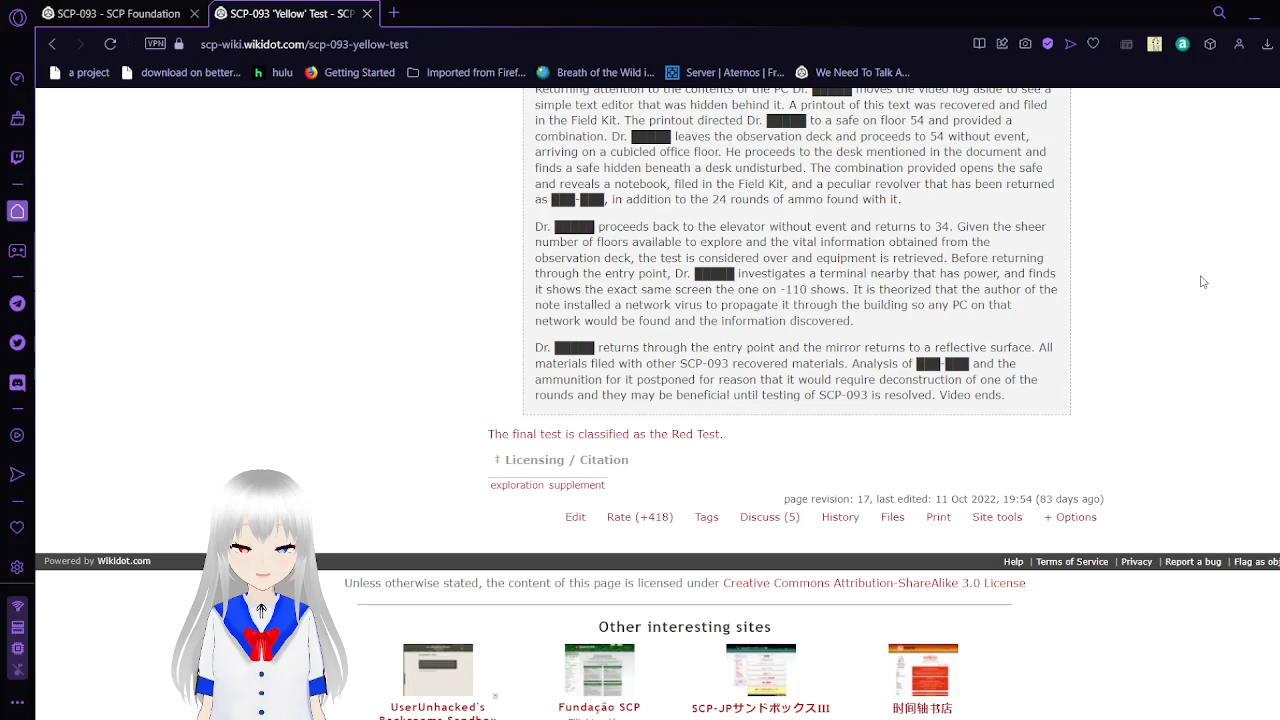 SCP-093 - SCP Foundation
SCP-093 'Yellow' Test - SCP
VPN
scp-wiki.wikidot.com/scp-093-yellow-test
a project
download on better...
hulu
Getting Started
Imported from Firef...
Breath of the Wild i...
Server | Aternos | Fr...
We Need To Talk A...
Returning attention to the contents of the PC Dr. █████ moves the video log aside to see a
simple text editor that was hidden behind it. A printout of this text was recovered and filed
in the Field Kit. The printout directed Dr. █████ to a safe on floor 54 and provided a
combination. Dr. █████ leaves the observation deck and proceeds to 54 without event,
arriving on a cubicled office floor. He proceeds to the desk mentioned in the document and
finds a safe hidden beneath a desk undisturbed. The combination provided opens the safe
and reveals a notebook, filed in the Field Kit, and a peculiar revolver that has been returned
as ███-███, in addition to the 24 rounds of ammo found with it.
Dr. █████ proceeds back to the elevator without event and returns to 34. Given the sheer
number of floors available to explore and the vital information obtained from the
observation deck, the test is considered over and equipment is retrieved. Before returning
through the entry point, Dr. █████ investigates a terminal nearby that has power, and finds
it shows the exact same screen the one on -110 shows. It is theorized that the author of the
note installed a network virus to propagate it through the building so any PC on that
network would be found and the information discovered.
Dr. █████ returns through the entry point and the mirror returns to a reflective surface. All
materials filed with other SCP-093 recovered materials. Analysis of ███-███ and the
ammunition for it postponed for reason that it would require deconstruction of one of the
rounds and they may be beneficial until testing of SCP-093 is resolved. Video ends.
The final test is classified as the Red Test.
‡ Licensing / Citation
exploration supplement
page revision: 17, last edited: 11 Oct 2022, 19:54 (83 days ago)
Edit Rate (+418) Tags Discuss (5) History Files Print Site tools + Options
Powered by Wikidot.com
Help | Terms of Service | Privacy | Report a bug | Flag as obj
Unless otherwise stated, the content of this page is licensed under Creative Commons Attribution-ShareAlike 3.0 License
Other interesting sites
UserUnhacked's
Fundação SCP
SCP-JPサンドボックスIII
时间轴书店